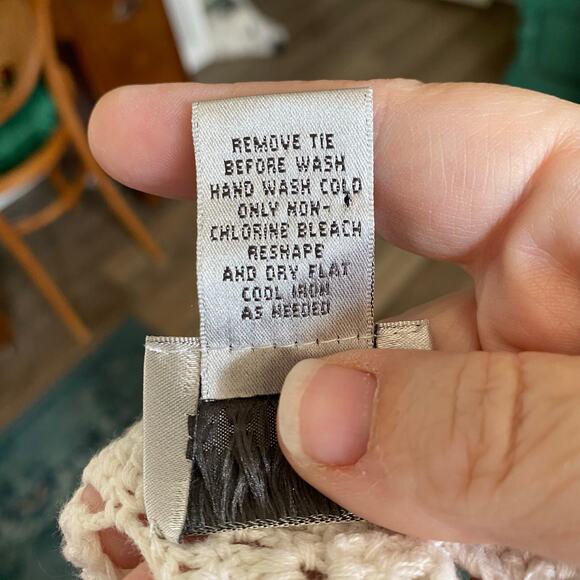 REMOVE TIE
BEFORE WASH
HAND WASH COLD
ONLY NON-
CHLORINE BLEACH
RESHAPE
AND DRY FLAT
COOL IRON
AS NEEDED